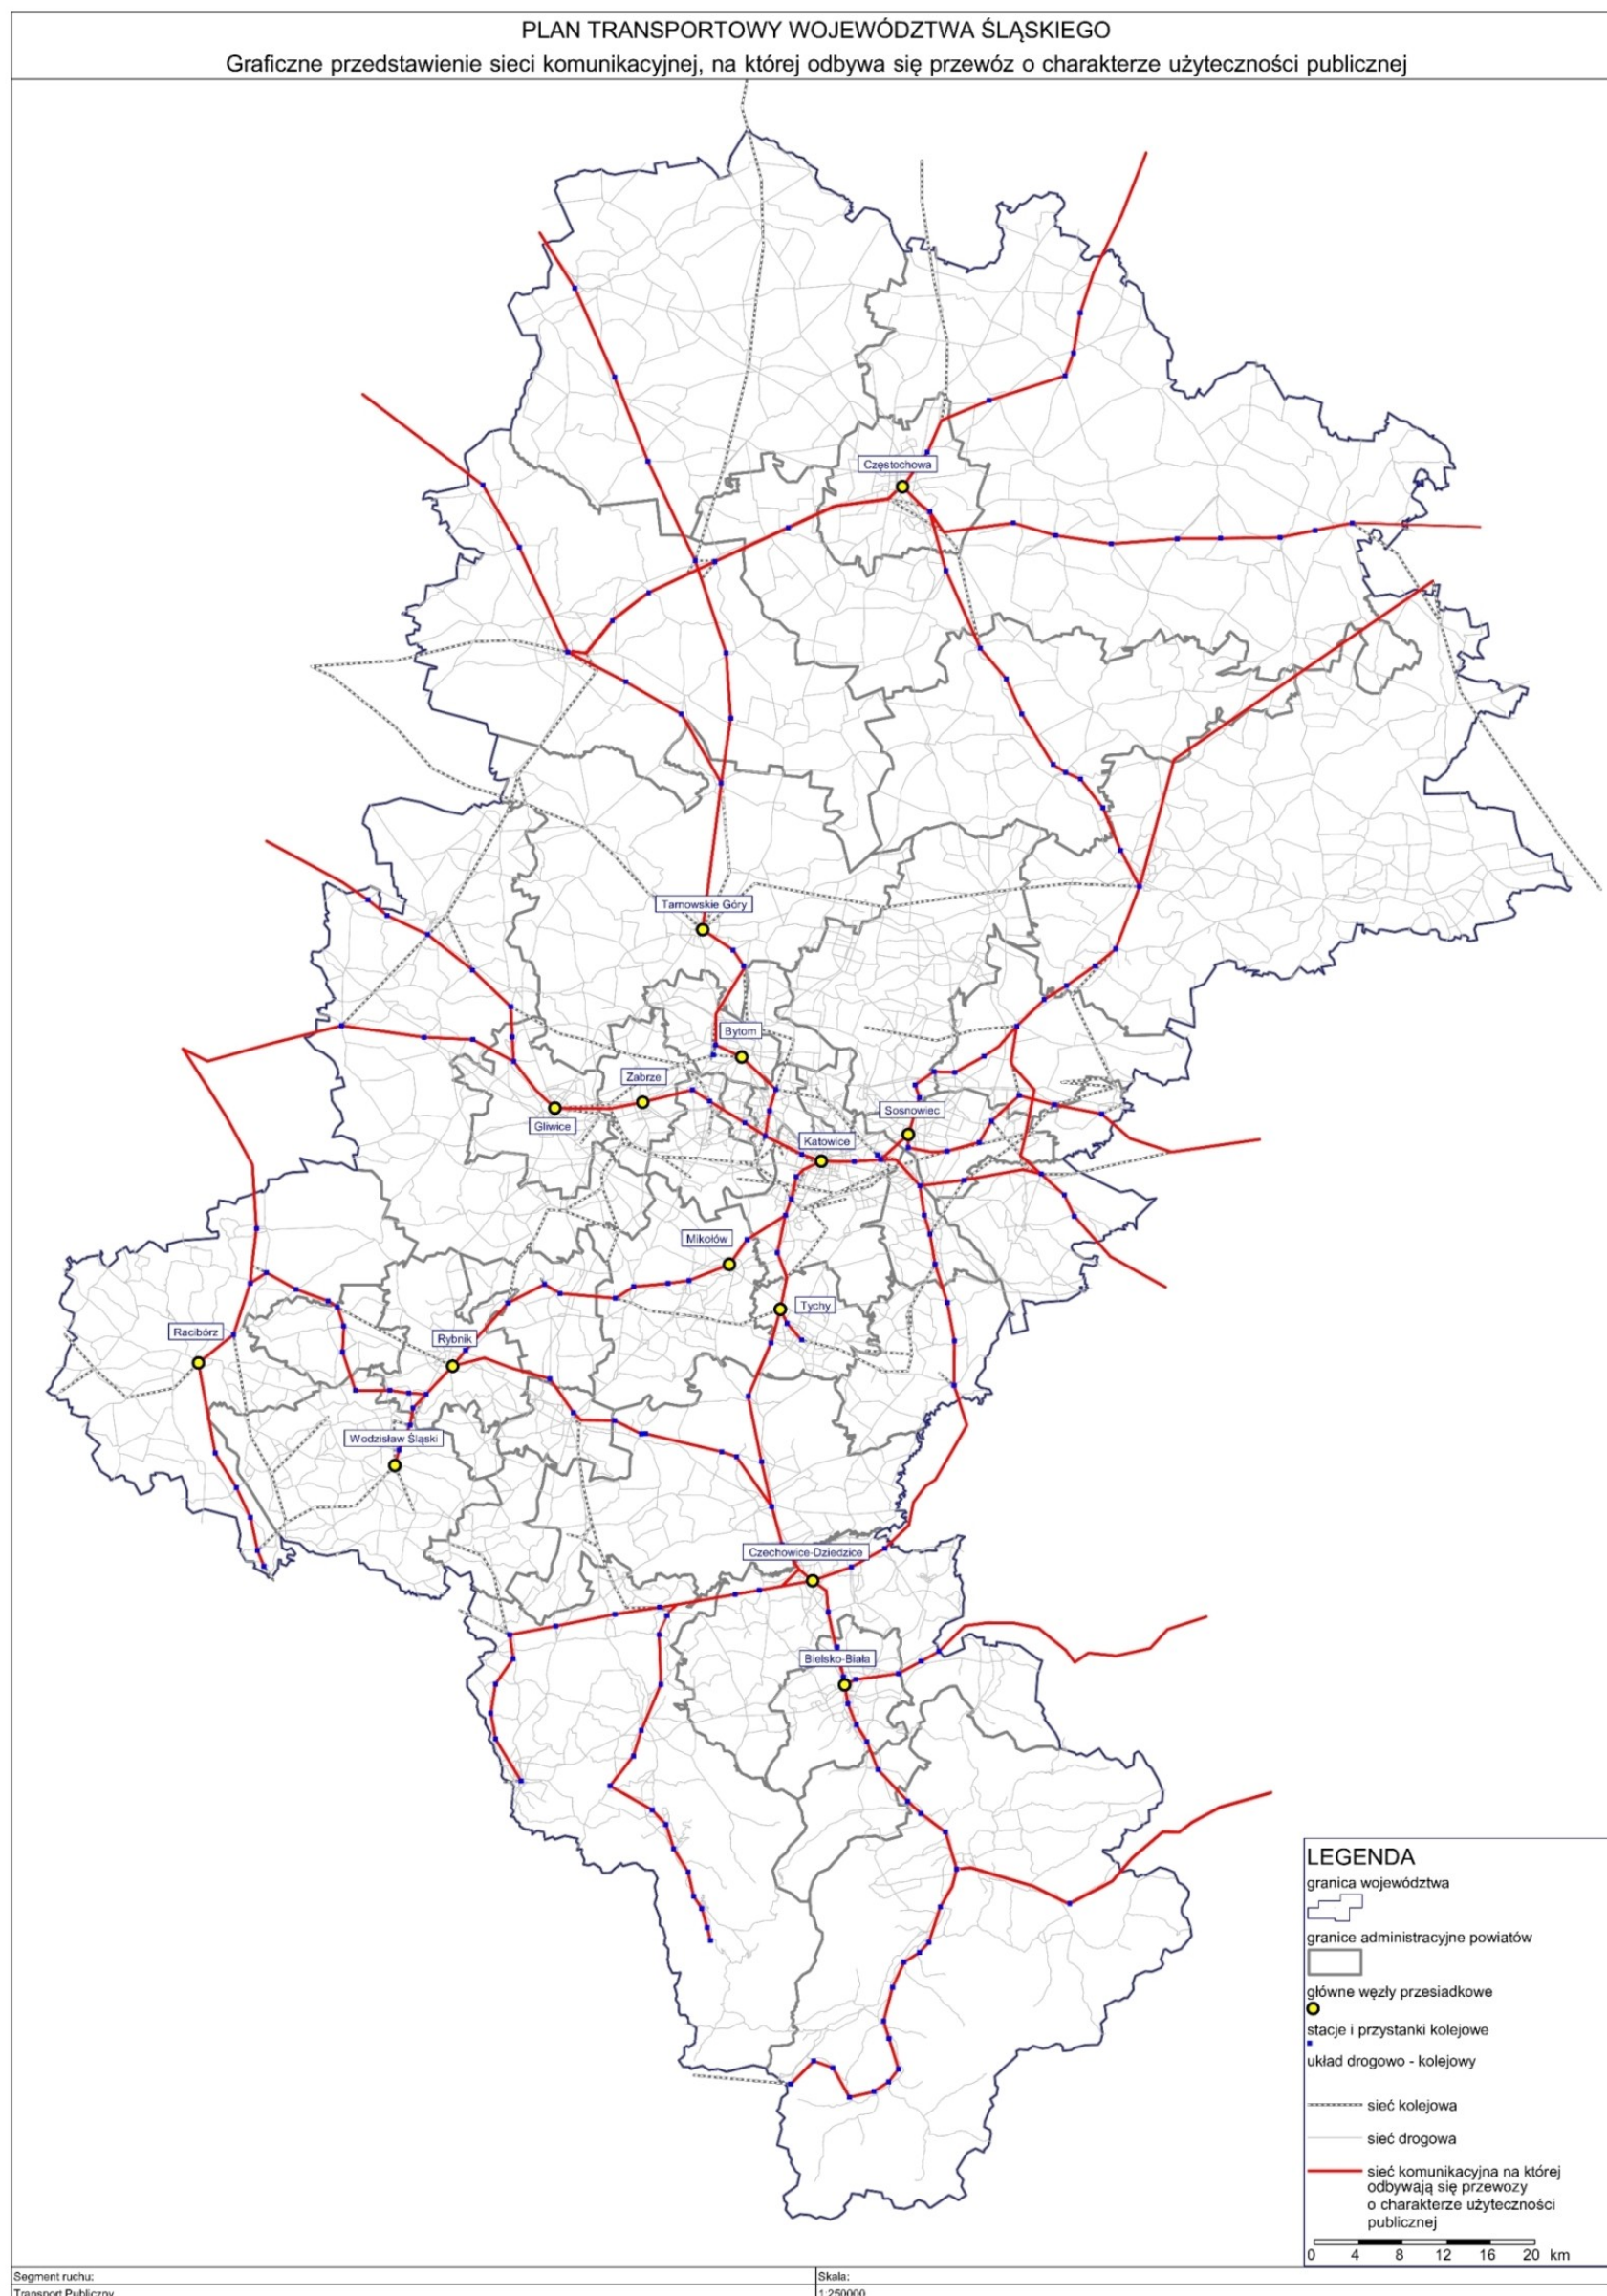 PLAN TRANSPORTOWY WOJEWÓDZTWA ŚLĄSKIEGO
Graficzne przedstawienie sieci komunikacyjnej, na której odbywa się przewóz o charakterze użyteczności publicznej
Częstochowa
Tarnowskie Góry
Bytom
Zabrze
Sosnowiec
Gliwice
Katowice
Mikołów
Tychy
Racibórz
Rybnik
Wodzisław Śląski
Czechowice-Dziedzice
Bielsko-Biała
LEGENDA
granica województwa
granice administracyjne powiatów
główne węzły przesiadkowe
stacje i przystanki kolejowe
układ drogowo - kolejowy
sieć kolejowa
sieć drogowa
sieć komunikacyjna na której
odbywają się przewozy
o charakterze użyteczności
publicznej
0 4 8 12 16 20 km
Segment ruchu:
Skala:
Transport Publiczny
1:250000